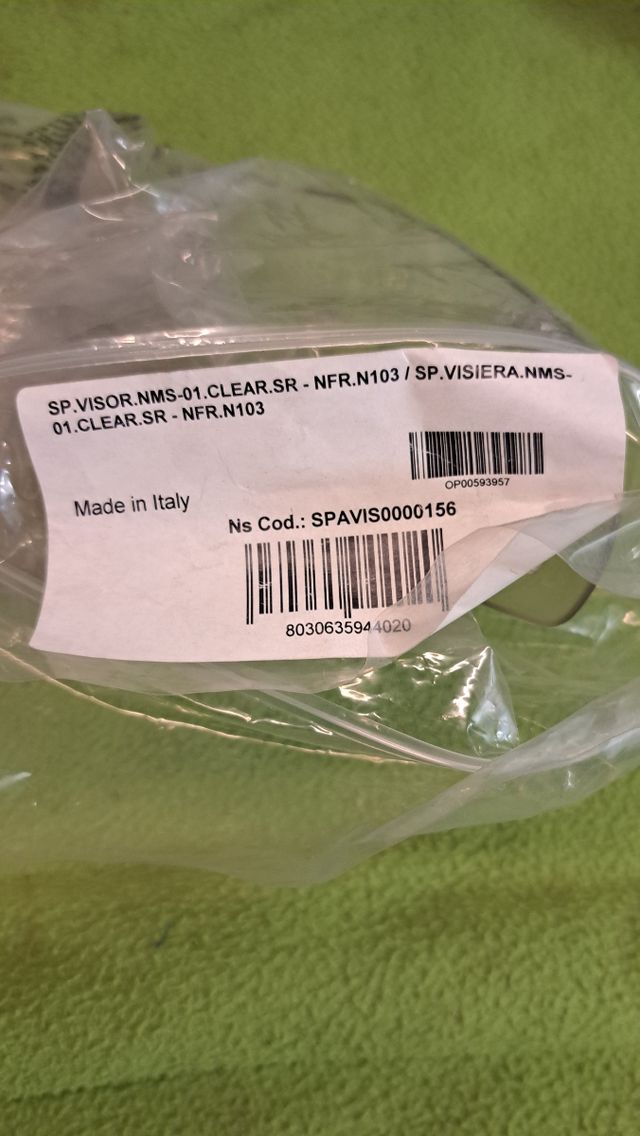 SP.VISOR.NMS-01.CLEAR.SR - NFR.N103 / SP.VISIERA.NMS-
01.CLEAR.SR - NFR.N103
OP00593957
Made in Italy
Ns Cod.: SPAVIS0000156
8030635944020